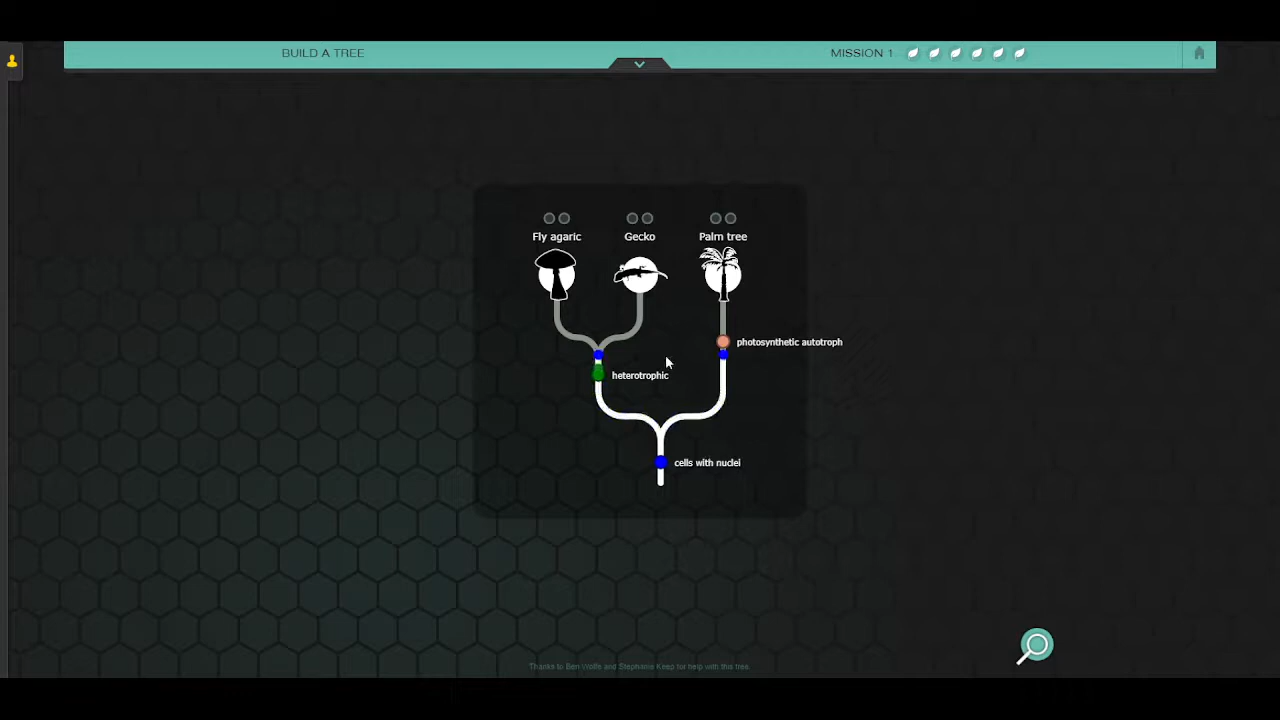 BUILD A TREE
MISSION 1
Fly agaric
Gecko
Palm tree
photosynthetic autotroph
heterotrophic
cells with nuclei
Thanks to Ben Wolfe and Stephanie Keep for help with this tree.